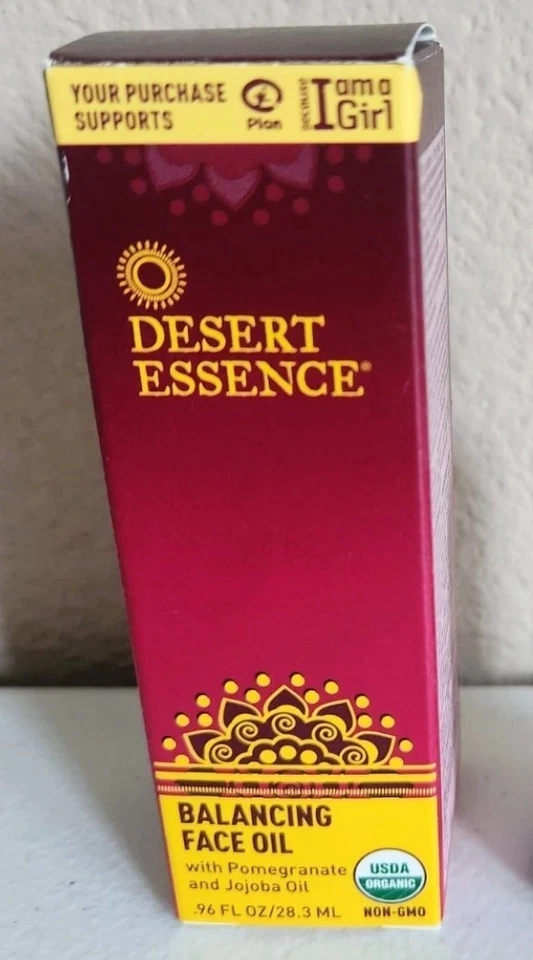 YOUR PURCHASE
SUPPORTS
Plan
because
I am a
Girl
DESERT
ESSENCE®
BALANCING
FACE OIL
with Pomegranate
and Jojoba Oil
.96 FL OZ/28.3 ML
USDA
ORGANIC
NON-GMO